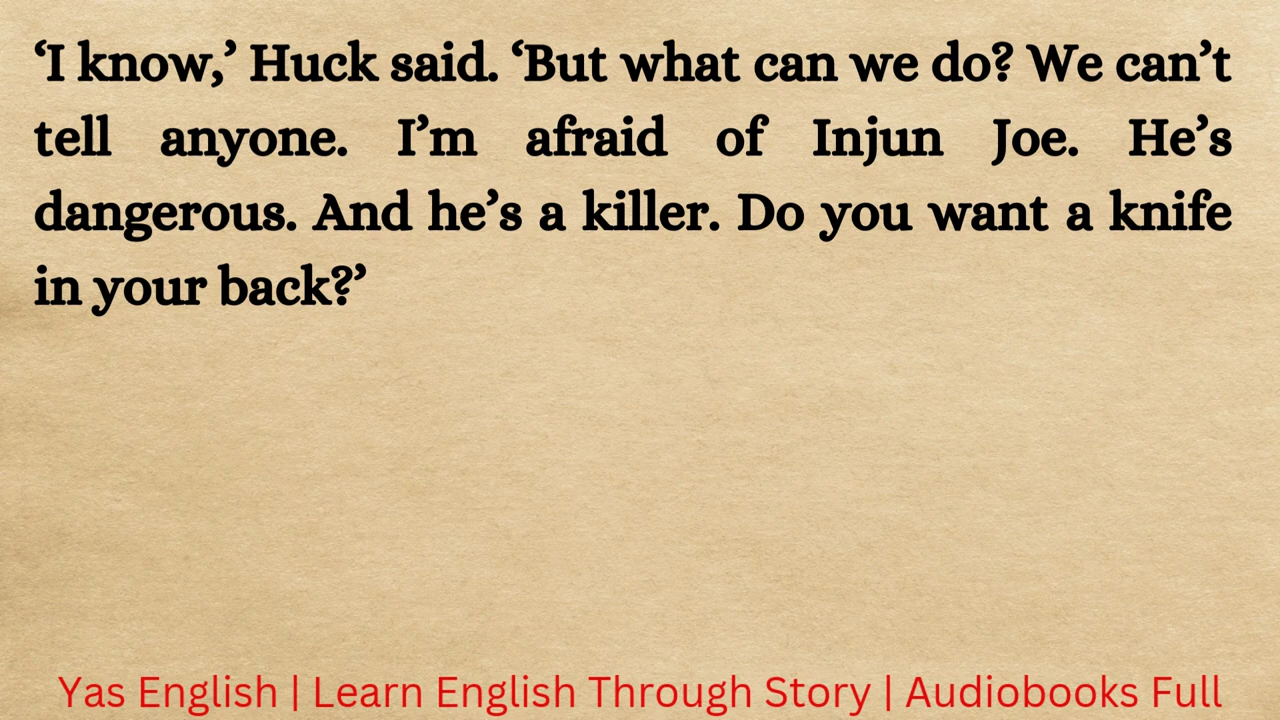 ‘I know,’ Huck said. ‘But what can we do? We can’t
tell anyone. I’m afraid of Injun Joe. He’s
dangerous. And he’s a killer. Do you want a knife
in your back?’
Yas English | Learn English Through Story | Audiobooks Full